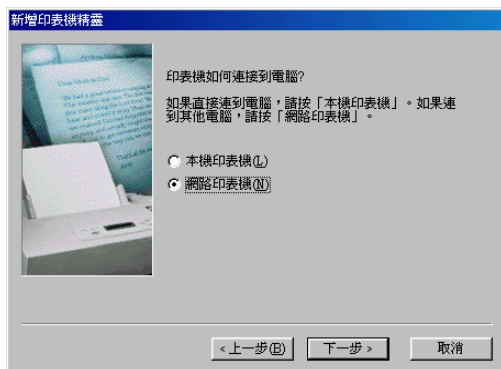 新增印表機精靈
印表機如何連接到電腦?
如果直接連到電腦，請按「本機印表機」。如果連
到其他電腦，請按「網路印表機」。
本機印表機(L)
網路印表機(N)
<上一步(B)
下一步>
取消